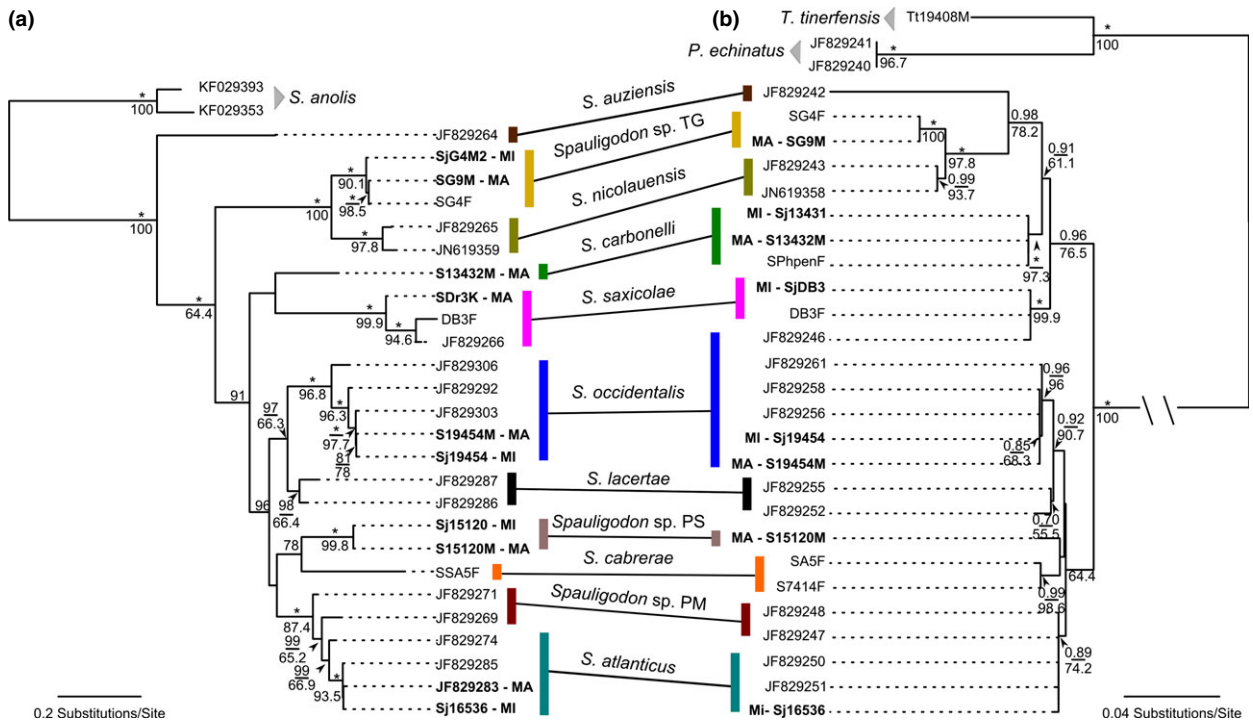 (a)
(b)
T. tinerfensis
Tt19408M
P. echinatus
JF829241
JF829240
*
100
*
96.7
KF029393
KF029353
S. anolis
*
100
*
100
JF829264
SjG4M2 - MI
SG9M - MA
SG4F
JF829265
JN619359
S13432M - MA
SDr3K - MA
DB3F
JF829266
JF829306
JF829292
JF829303
S19454M - MA
Sj19454 - MI
JF829287
JF829286
Sj15120 - MI
S15120M - MA
SSA5F
JF829271
JF829269
JF829274
JF829285
JF829283 - MA
Sj16536 - MI
*
90.1
*
98.5
*
100
*
97.8
*
64.4
*
99.9
*
94.6
91
*
96.8
*
96.3
*
97.7
81
78
97
66.3
98
66.4
96
*
99.8
78
*
87.4
99
65.2
99
66.9
*
93.5
0.2 Substitutions/Site
S. auziensis
Spauligodon sp. TG
S. nicolauensis
S. carbonelli
S. saxicolae
S. occidentalis
S. lacertae
Spauligodon sp. PS
S. cabrerae
Spauligodon sp. PM
S. atlanticus
JF829242
SG4F
MA - SG9M
JF829243
JN619358
MI - Sj13431
MA - S13432M
SPhpenF
MI - SjDB3
DB3F
JF829246
JF829261
JF829258
JF829256
MI - Sj19454
MA - S19454M
JF829255
JF829252
MA - S15120M
SA5F
S7414F
JF829248
JF829247
JF829250
JF829251
Mi- Sj16536
*
100
*
97.8
0.99
93.7
0.98
78.2
0.91
61.1
*
97.3
0.96
76.5
*
99.9
0.96
96
0.85
68.3
0.92
90.7
0.70
55.5
0.99
98.6
64.4
0.89
74.2
*
100
0.04 Substitutions/Site